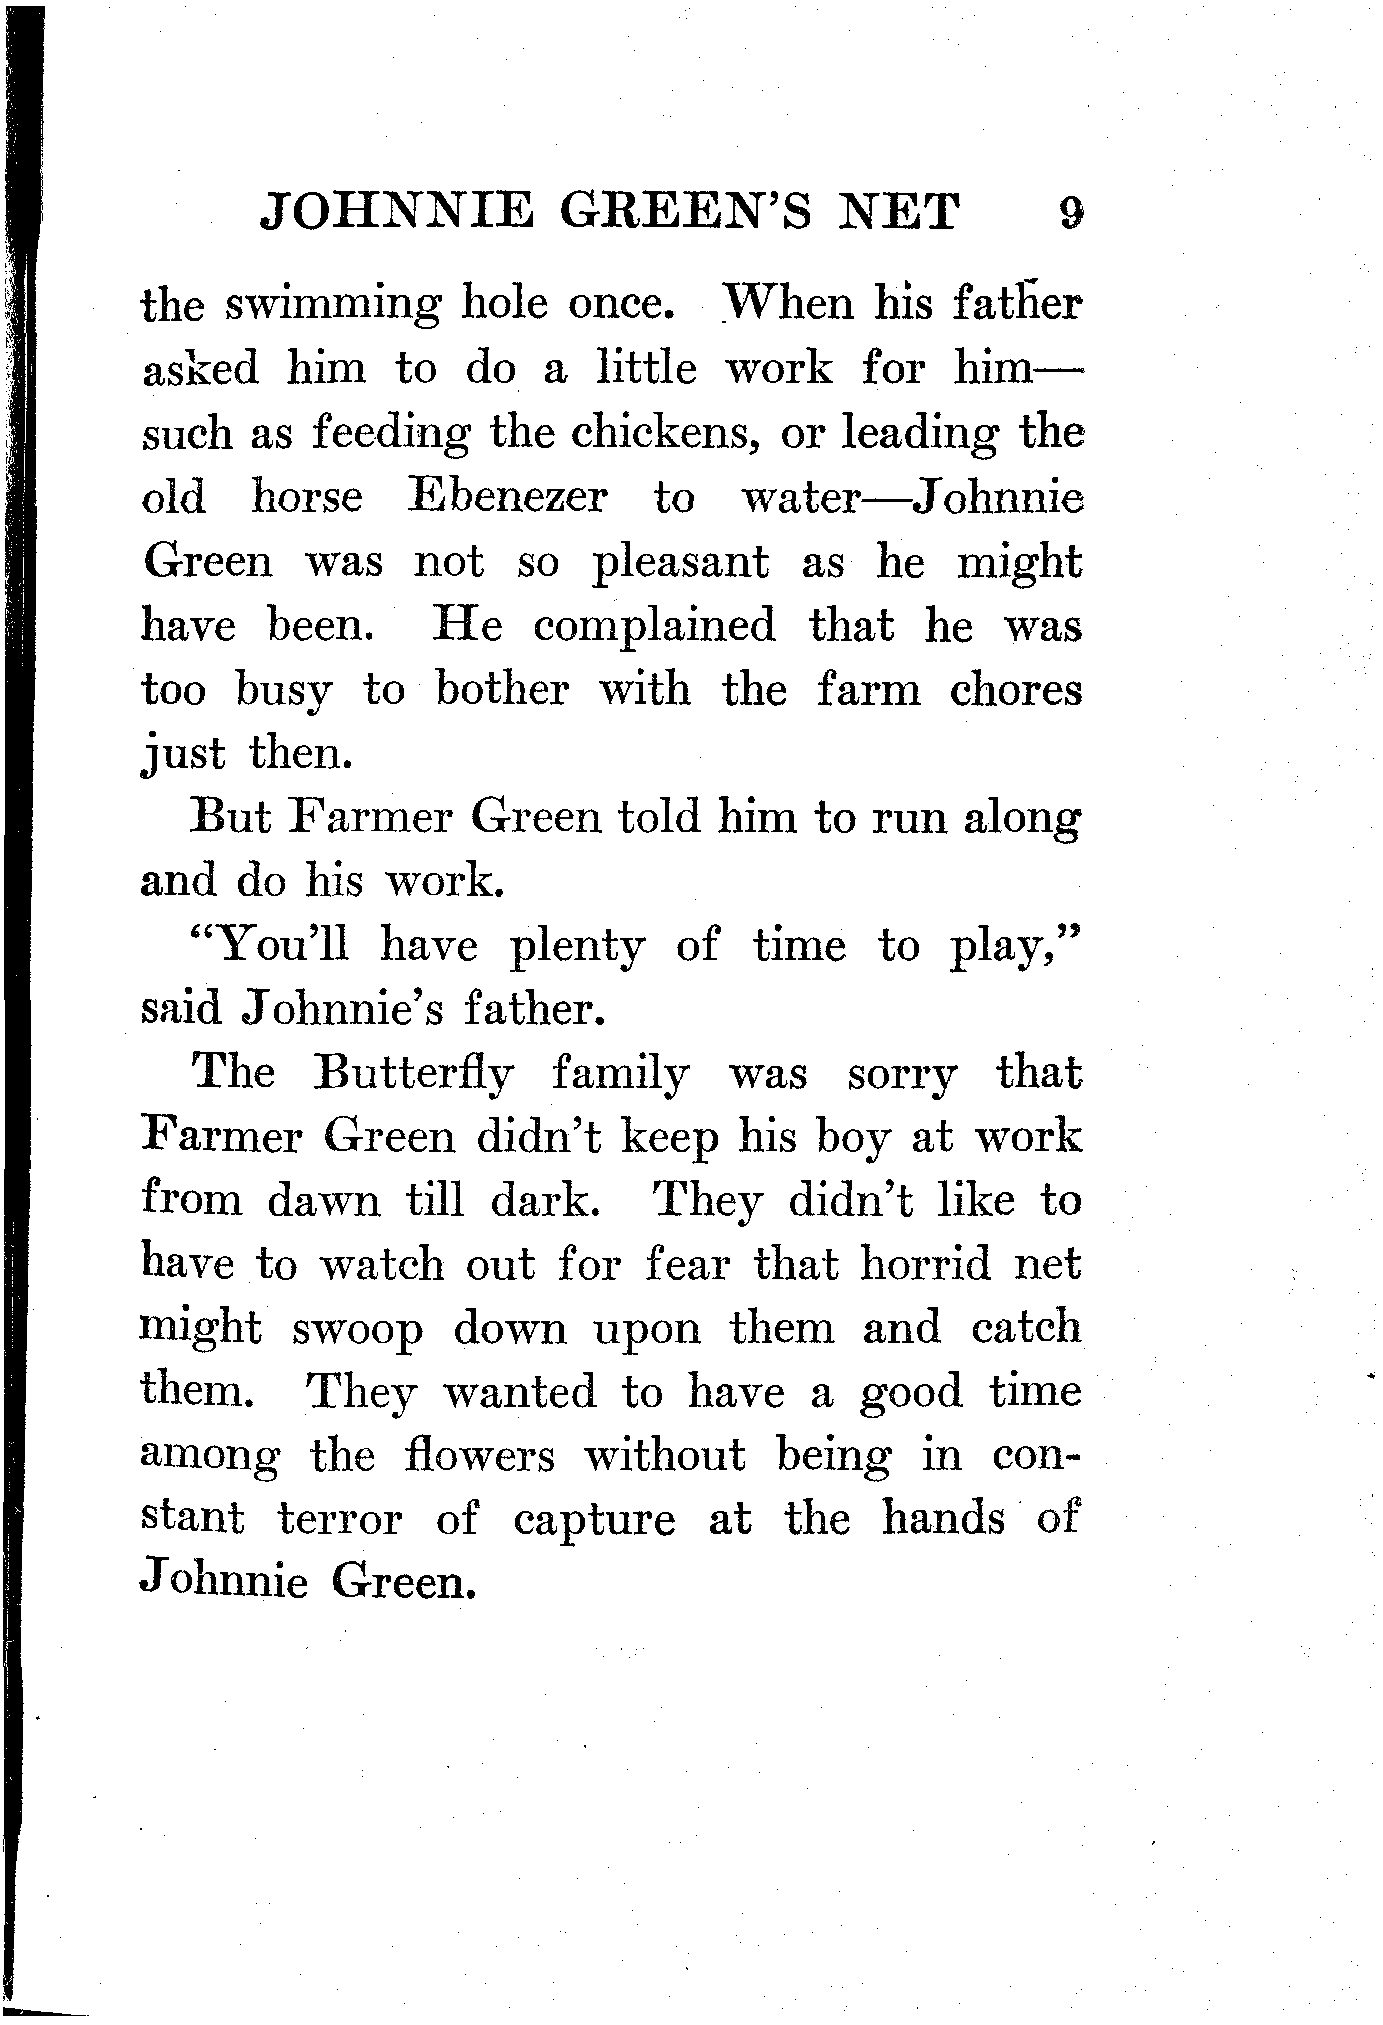 JOHNNIE GREEN'S NET 9
the swimming hole once. When his father
asked him to do a little work for him—
such as feeding the chickens, or leading the
old horse Ebenezer to water—Johnnie
Green was not so pleasant as he might
have been. He complained that he was
too busy to bother with the farm chores
just then.
But Farmer Green told him to run along
and do his work.
“You'll have plenty of time to play,”
said Johnnie's father.
The Butterfly family was sorry that
Farmer Green didn't keep his boy at work
from dawn till dark. They didn't like to
have to watch out for fear that horrid net
might swoop down upon them and catch
them. They wanted to have a good time
among the flowers without being in con-
stant terror of capture at the hands of
Johnnie Green.